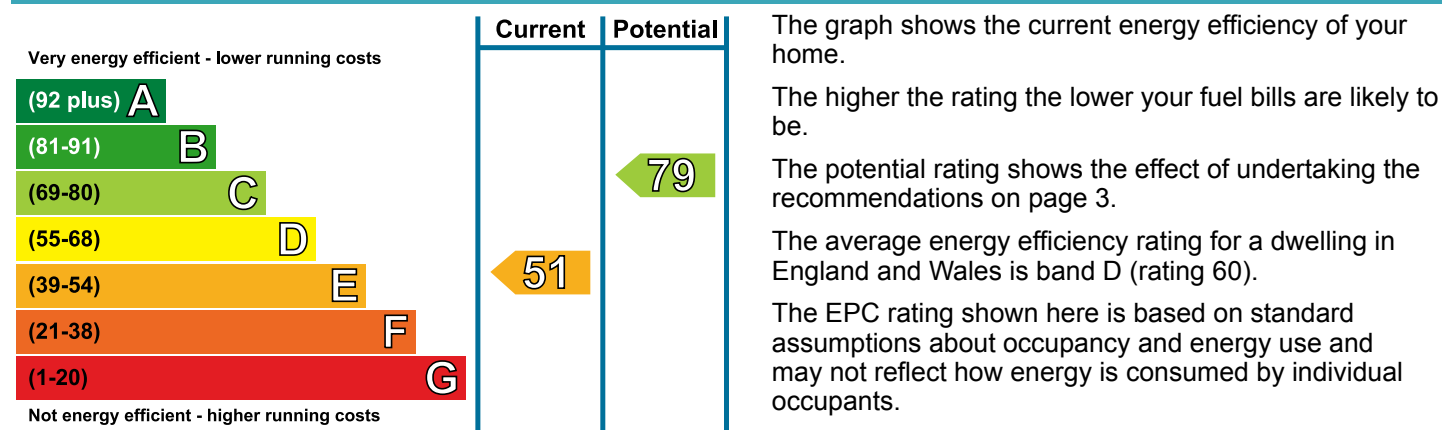 Current Potential
Very energy efficient - lower running costs
(92 plus) A
(81-91) B
(69-80) C
(55-68) D
(39-54) E
(21-38) F
(1-20) G
Not energy efficient - higher running costs
79
51
The graph shows the current energy efficiency of your
home.
The higher the rating the lower your fuel bills are likely to
be.
The potential rating shows the effect of undertaking the
recommendations on page 3.
The average energy efficiency rating for a dwelling in
England and Wales is band D (rating 60).
The EPC rating shown here is based on standard
assumptions about occupancy and energy use and
may not reflect how energy is consumed by individual
occupants.